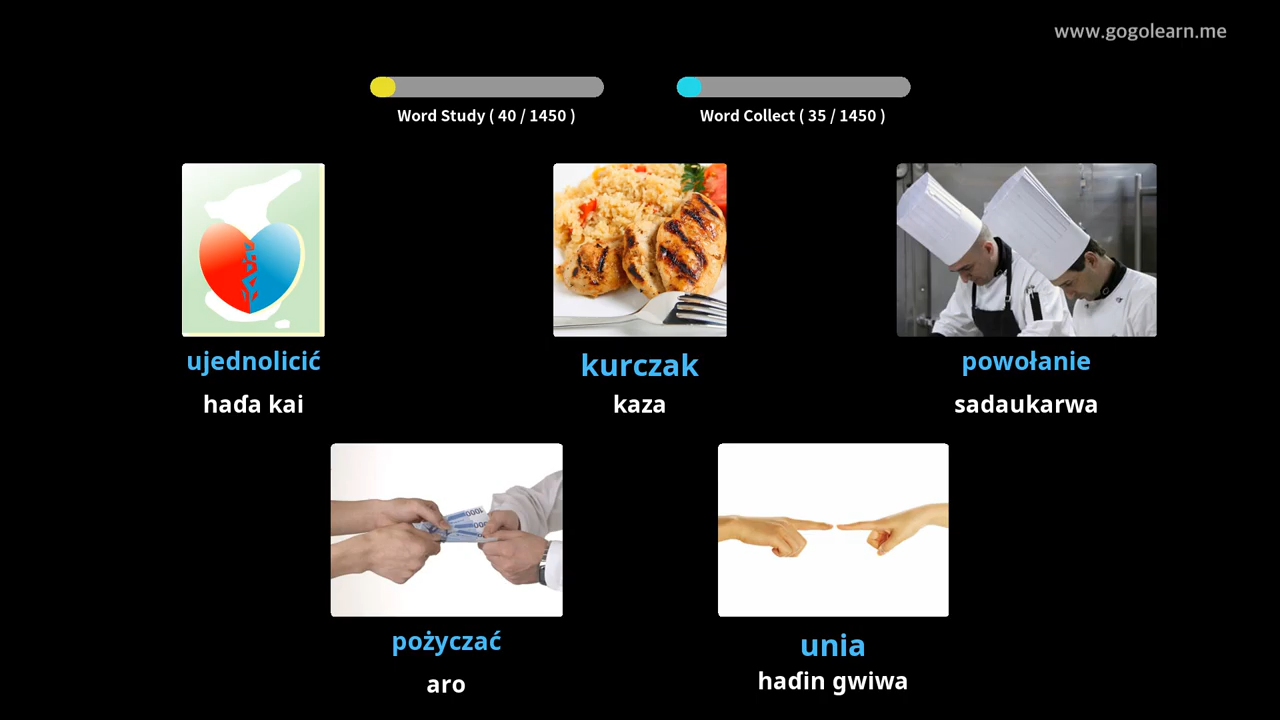 www.gogolearn.me
Word Study ( 40 / 1450 )
Word Collect ( 35 / 1450 )
ujednolicić
haɗa kai
kurczak
kaza
powołanie
sadaukarwa
pożyczać
aro
unia
haɗin gwiwa